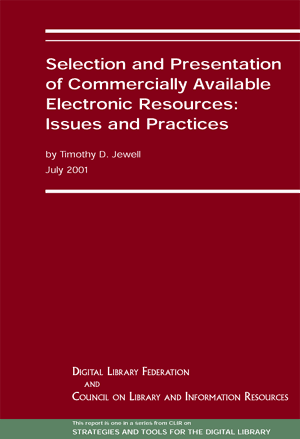 Selection and Presentation
of Commercially Available
Electronic Resources:
Issues and Practices
by Timothy D. Jewell
July 2001
Digital Library Federation
and
Council on Library and Information Resources
This report is one in a series from CLIR on
STRATEGIES AND TOOLS FOR THE DIGITAL LIBRARY